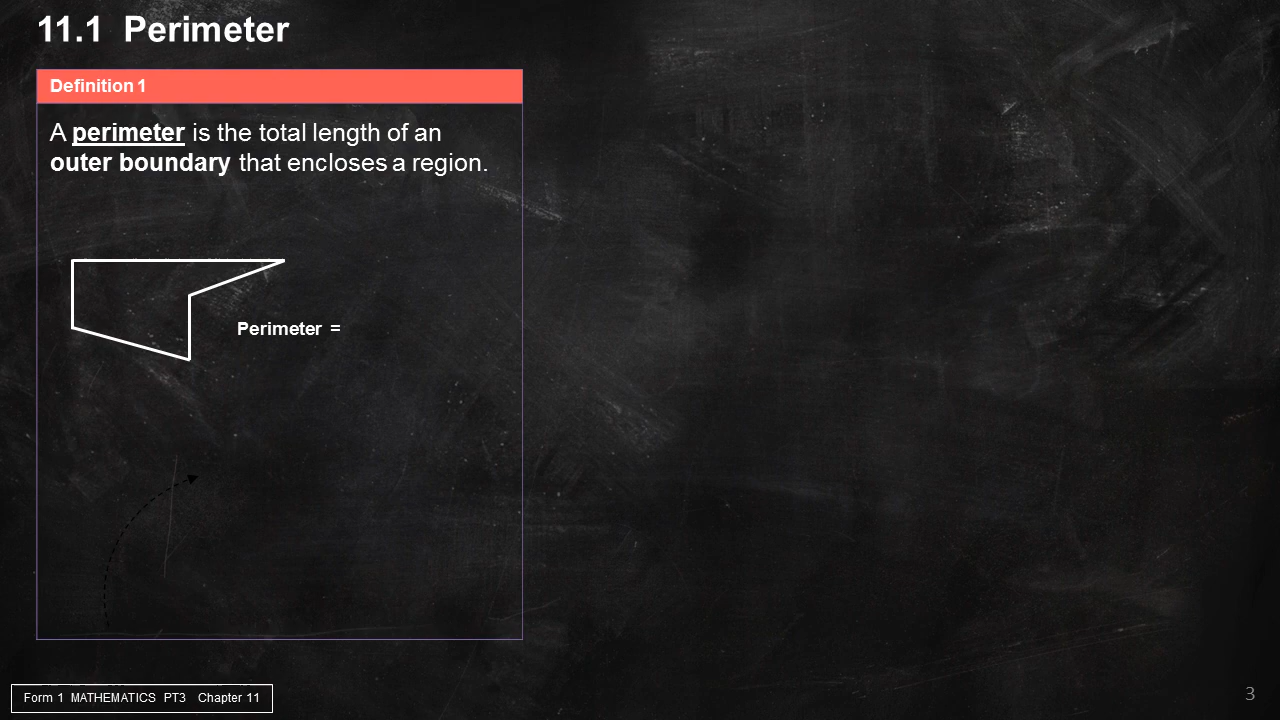 11.1 Perimeter
Definition 1
A perimeter is the total length of an
outer boundary that encloses a region.
Perimeter =
Form 1 MATHEMATICS PT3 Chapter 11
3